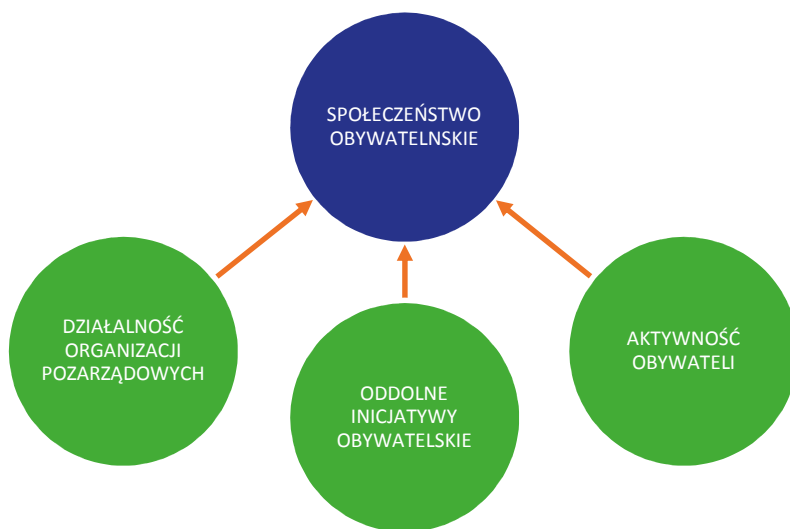 SPOŁECZEŃSTWO
OBYWATELNSKIE
DZIAŁALNOŚĆ
ORGANIZACJI
POZARZĄDOWYCH
ODDOLNE
INICJATYWY
OBYWATELSKIE
AKTYWNOŚĆ
OBYWATELI